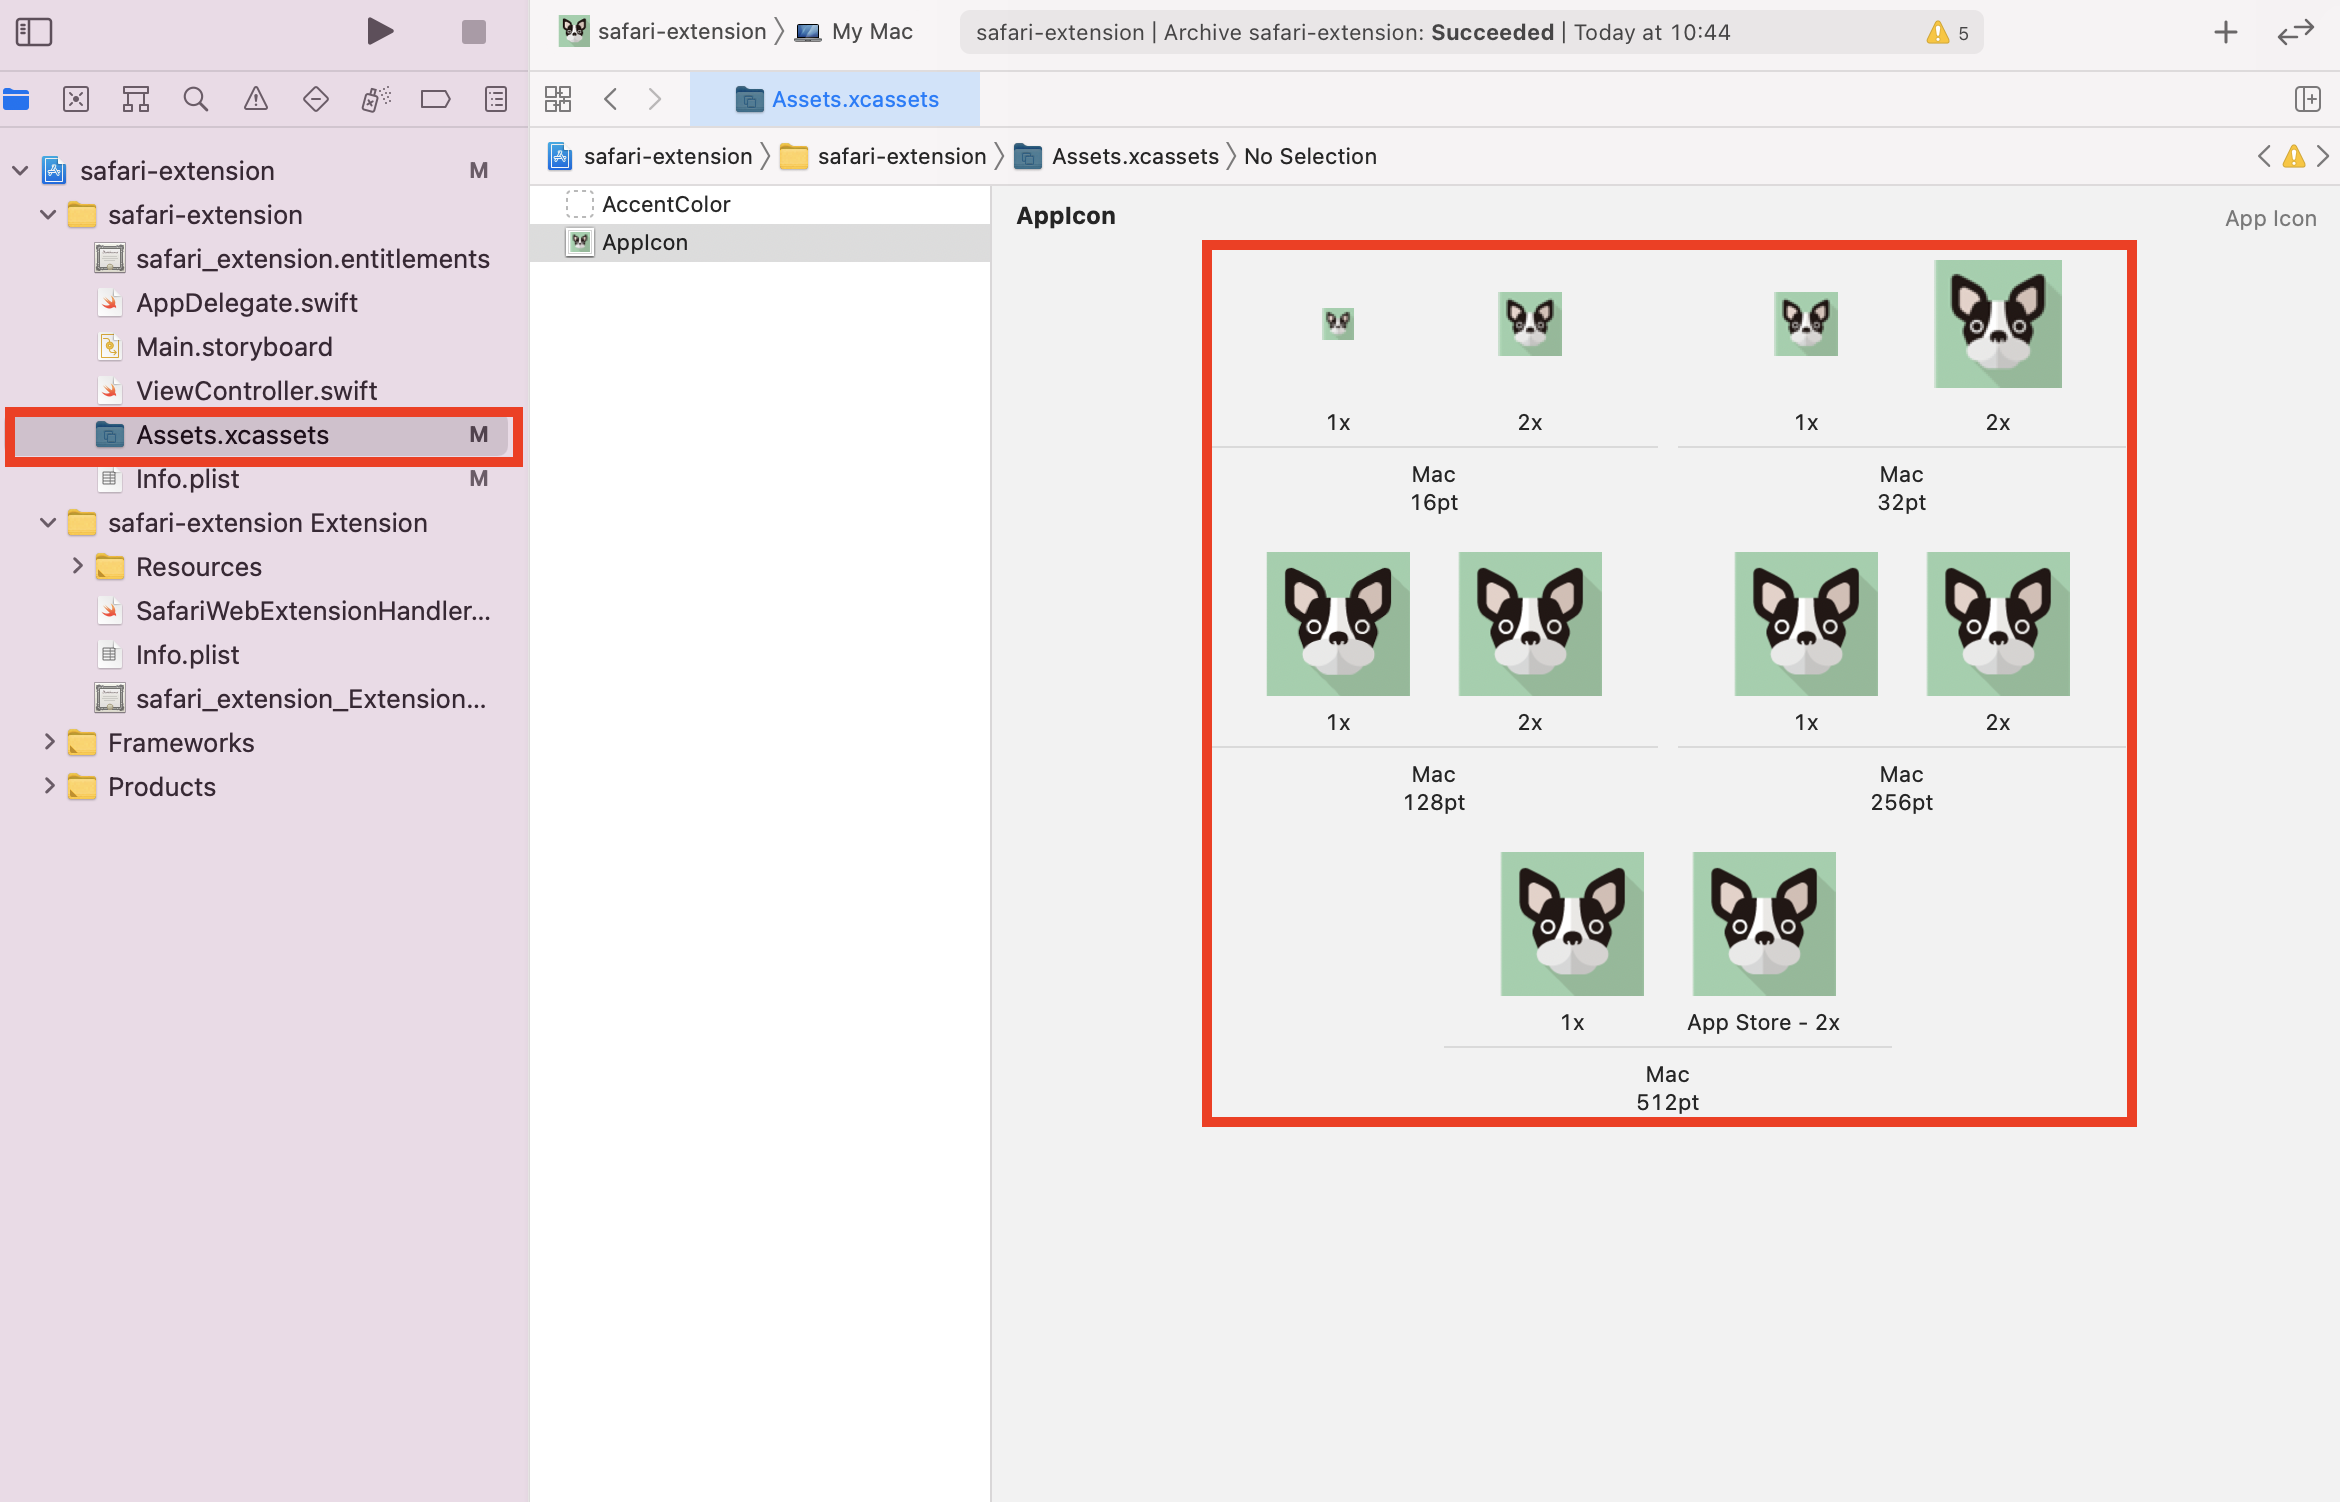 safari-extension
My Mac
safari-extension | Archive safari-extension: Succeeded | Today at 10:44
5
Assets.xcassets
safari-extension
safari-extension
Assets.xcassets
No Selection
safari-extension M
safari-extension
safari_extension.entitlements
AppDelegate.swift
Main.storyboard
ViewController.swift
Assets.xcassets M
Info.plist M
safari-extension Extension
Resources
SafariWebExtensionHandler...
Info.plist
safari_extension_Extension...
Frameworks
Products
AccentColor
AppIcon
AppIcon
App Icon
1x 2x 1x 2x
Mac Mac
16pt 32pt
1x 2x 1x 2x
Mac Mac
128pt 256pt
1x App Store - 2x
Mac
512pt